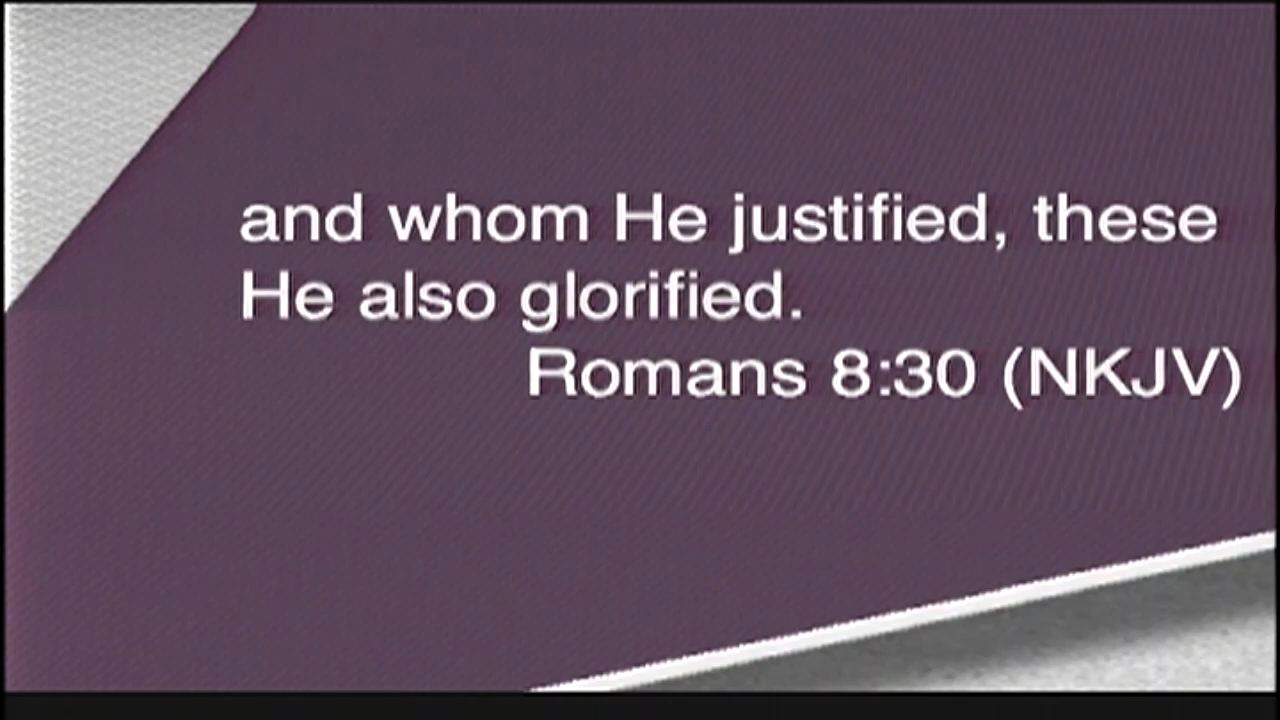 and whom He justified, these
He also glorified.
Romans 8:30 (NKJV)